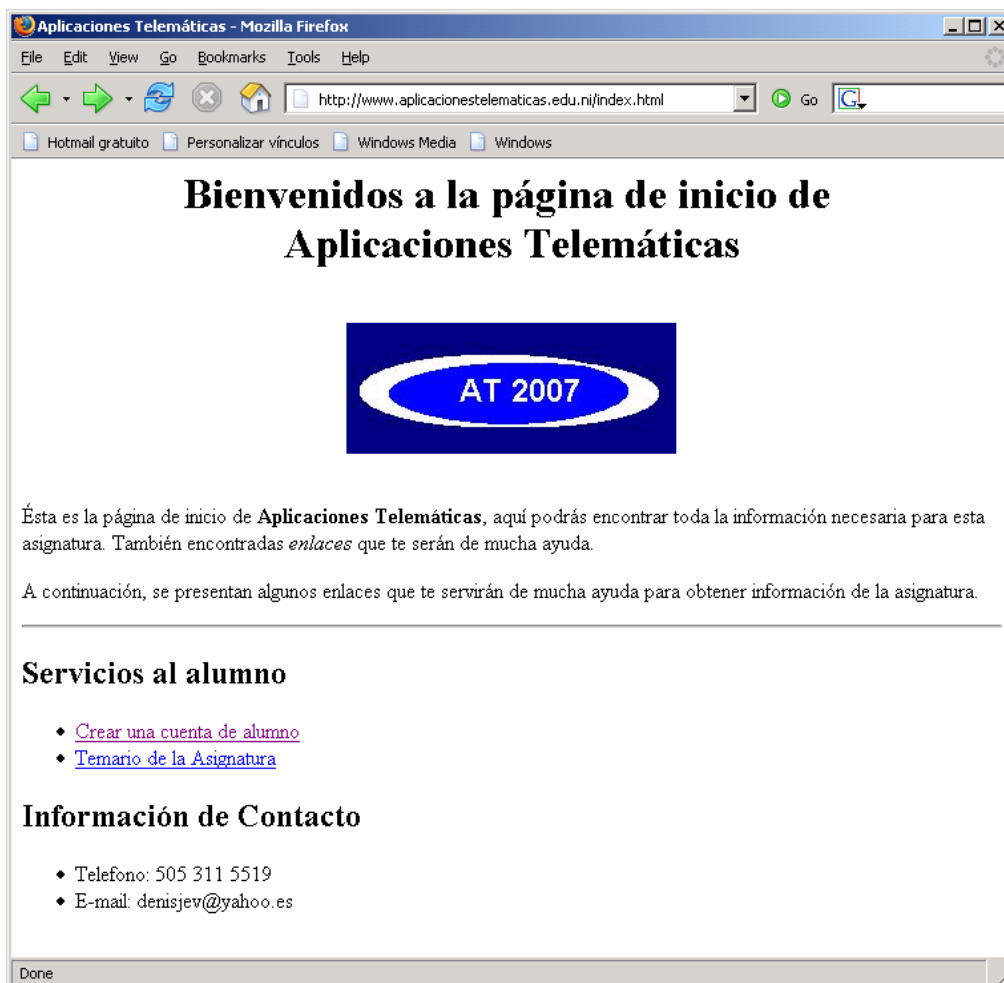 Aplicaciones Telemáticas - Mozilla Firefox
File Edit View Go Bookmarks Tools Help
http://www.aplicacionestelematicas.edu.ni/index.html Go G
Hotmail gratuito Personalizar vínculos Windows Media Windows
Bienvenidos a la página de inicio de
Aplicaciones Telemáticas
AT 2007
Ésta es la página de inicio de Aplicaciones Telemáticas, aquí podrás encontrar toda la información necesaria para esta
asignatura. También encontradas enlaces que te serán de mucha ayuda.
A continuación, se presentan algunos enlaces que te servirán de mucha ayuda para obtener información de la asignatura.
Servicios al alumno
Crear una cuenta de alumno
Temario de la Asignatura
Información de Contacto
Telefono: 505 311 5519
E-mail: denisjev@yahoo.es
Done